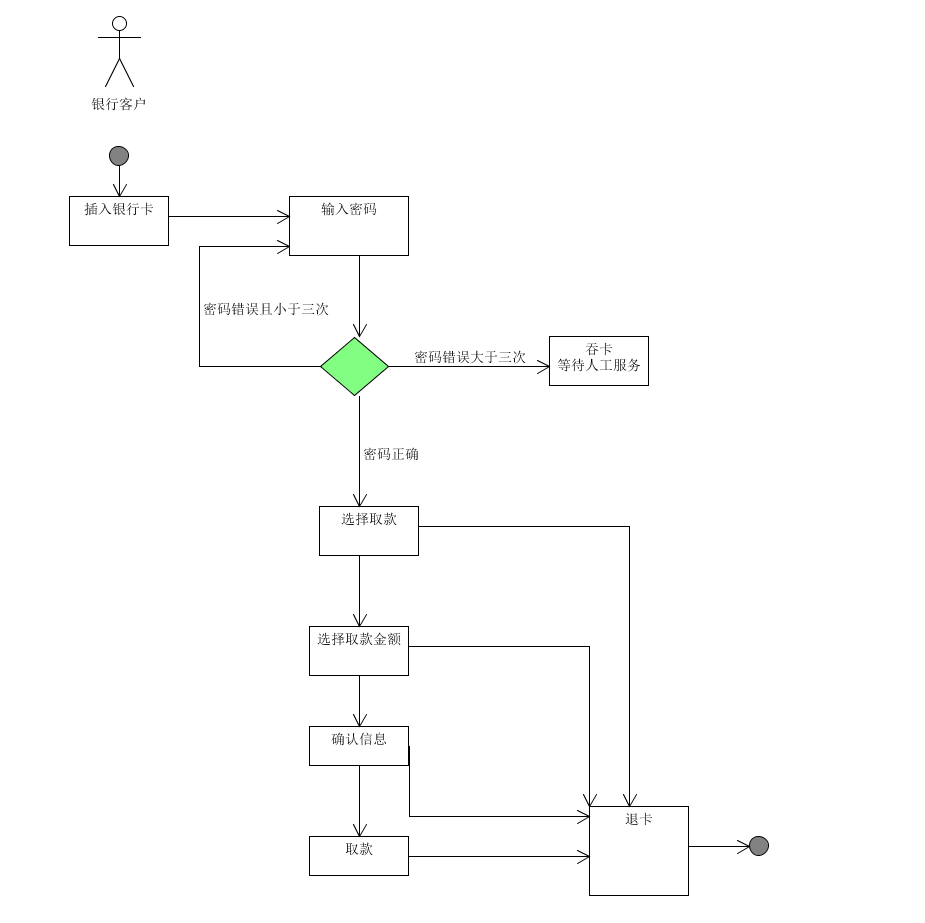 银行客户
插入银行卡
输入密码
密码错误且小于三次
密码错误大于三次
吞卡
等待人工服务
密码正确
选择取款
选择取款金额
确认信息
取款
退卡